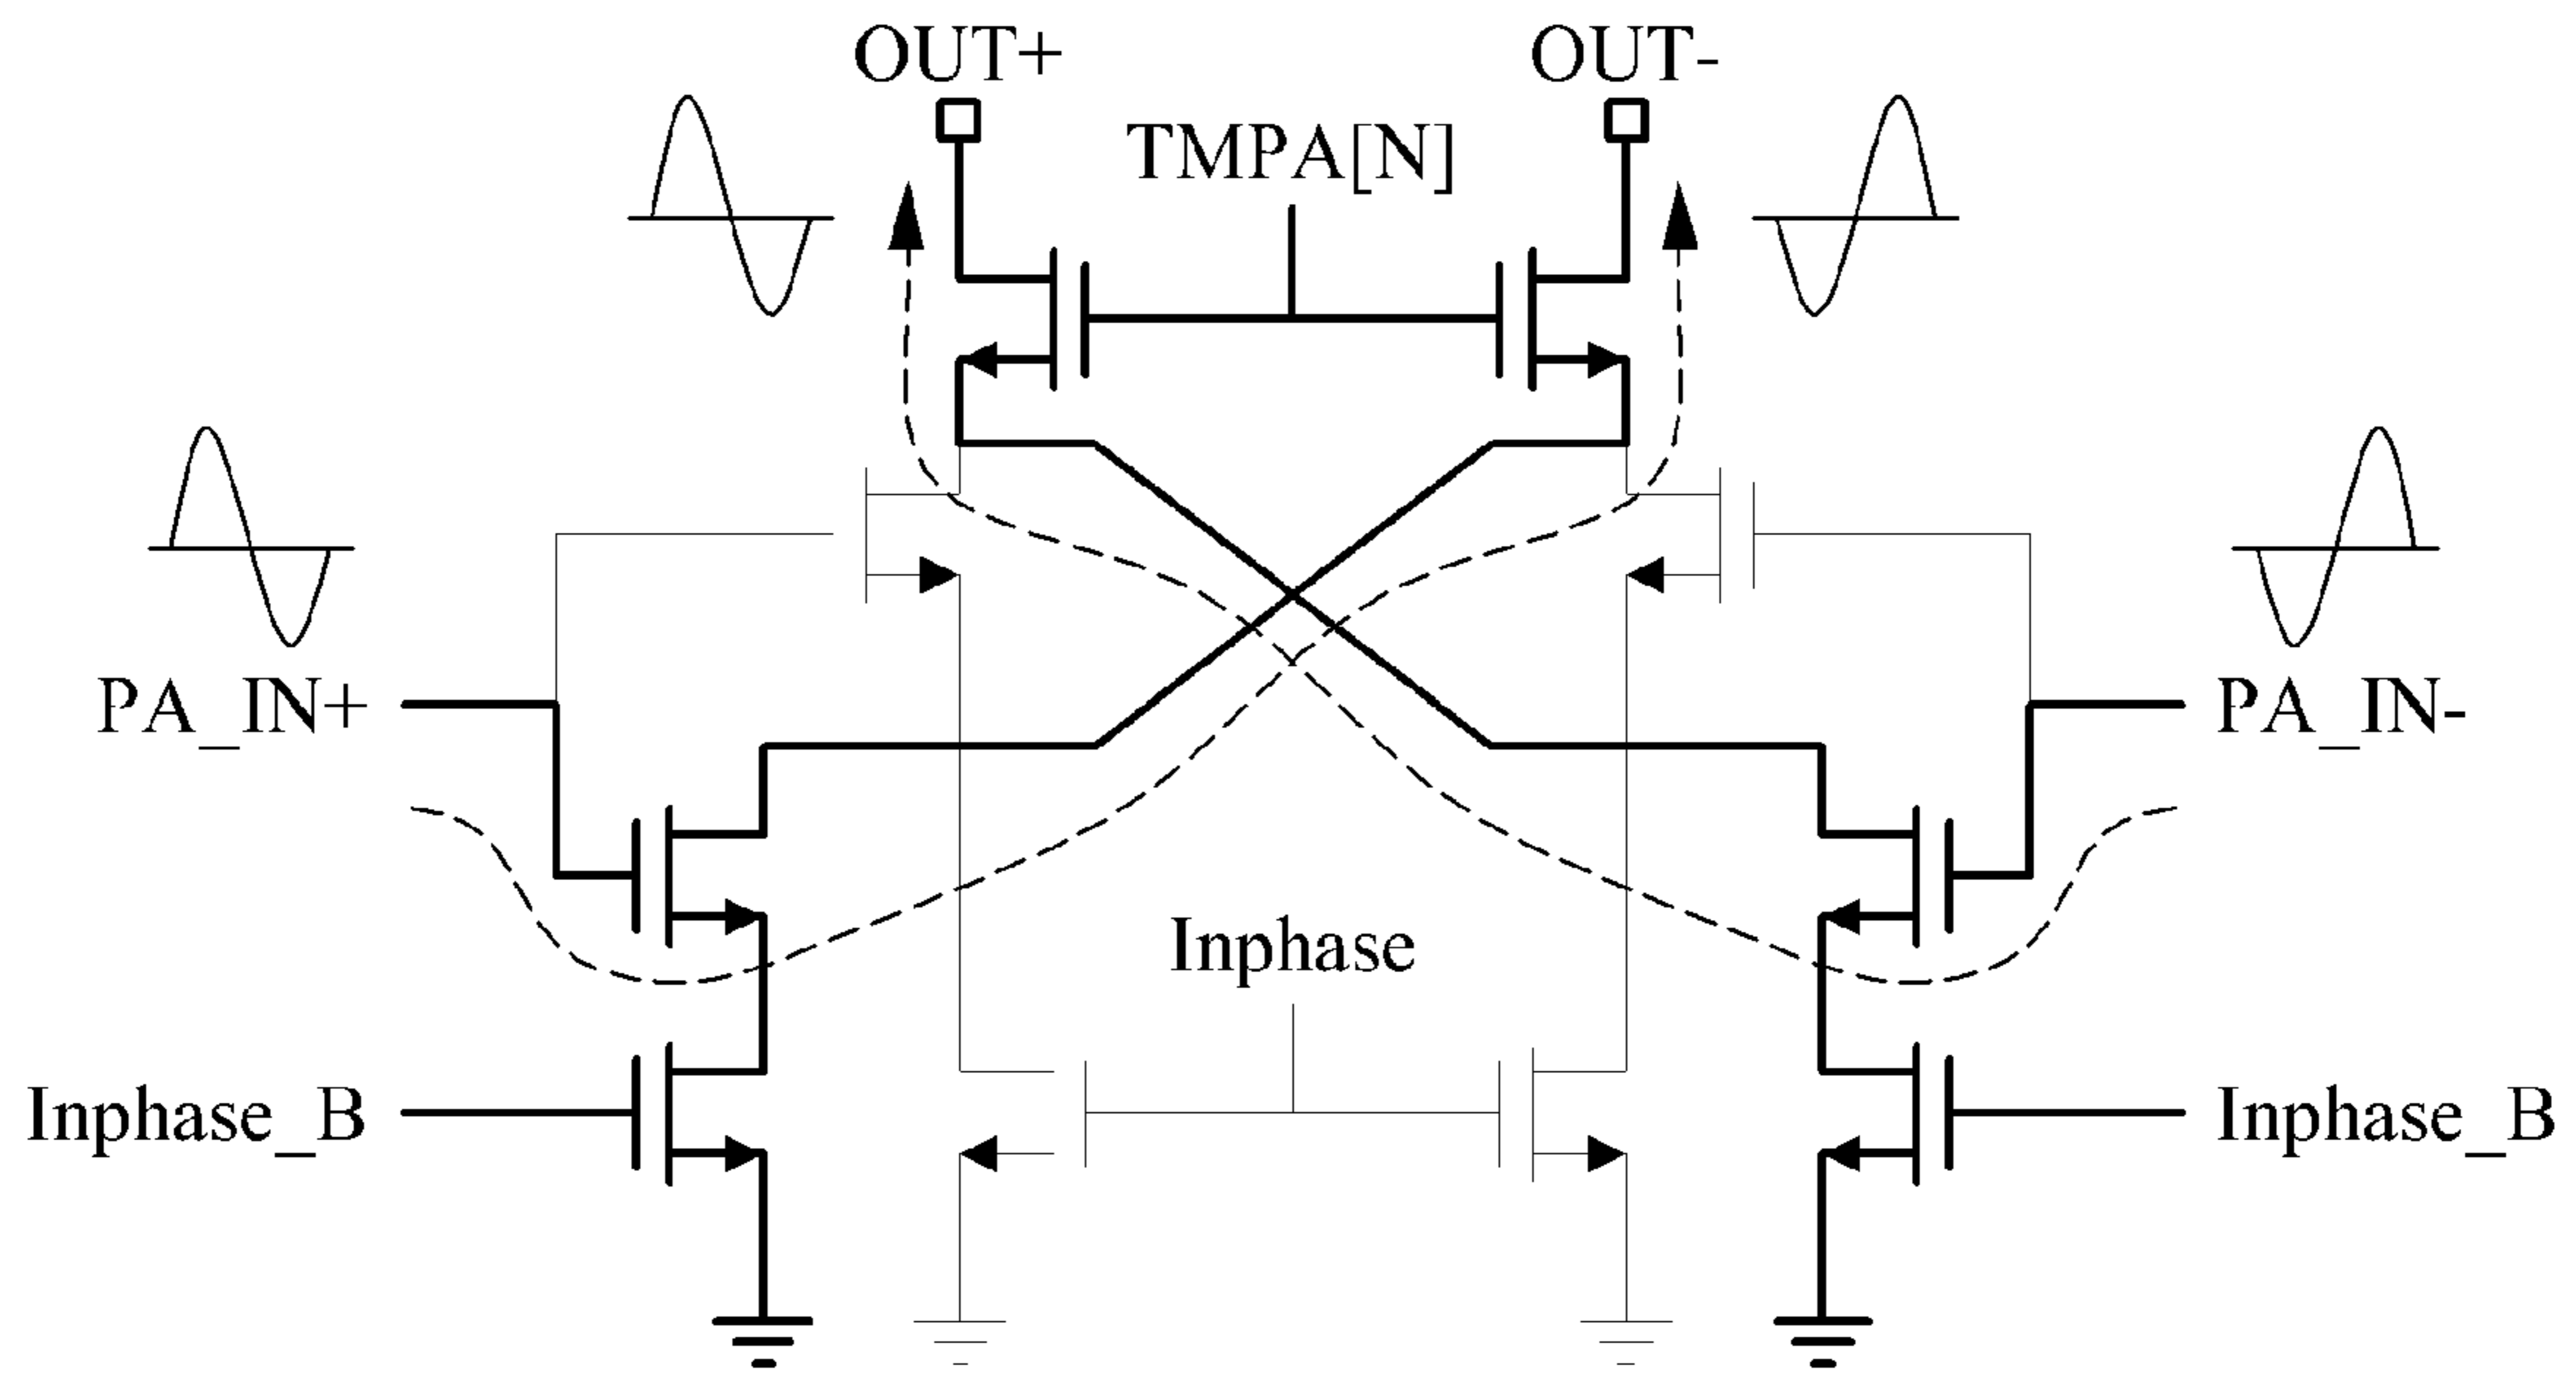 OUT+
OUT-
TMPA[N]
PA_IN+
PA_IN-
Inphase
Inphase_B
Inphase_B